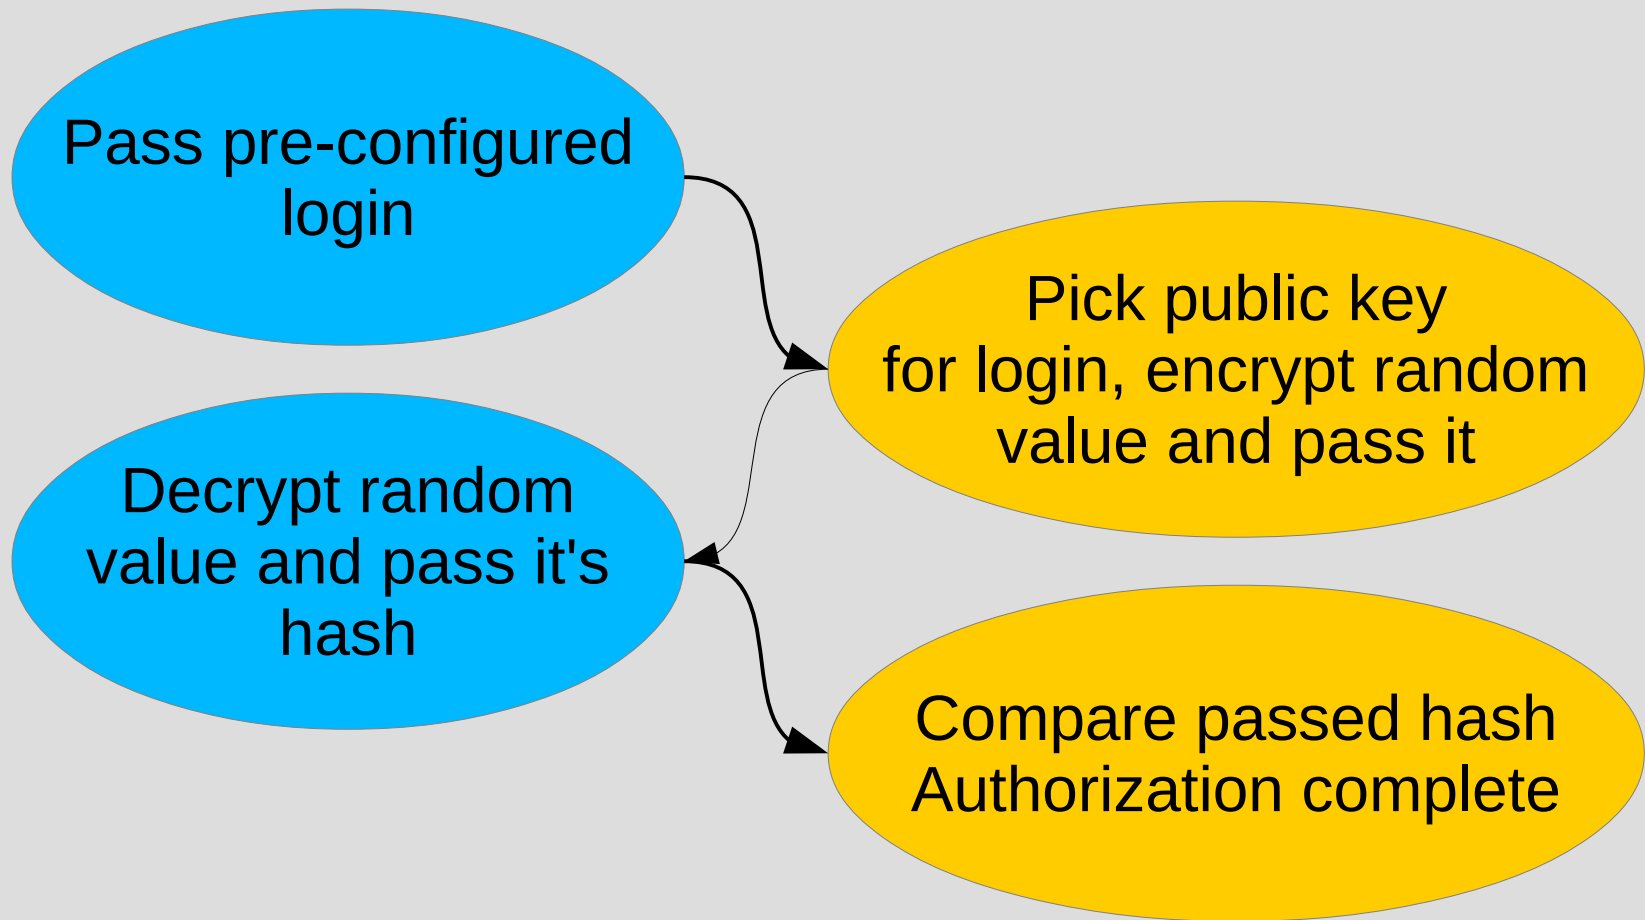 Pass pre-configured
login
Pick public key
for login, encrypt random
value and pass it
Decrypt random
value and pass it's
hash
Compare passed hash
Authorization complete